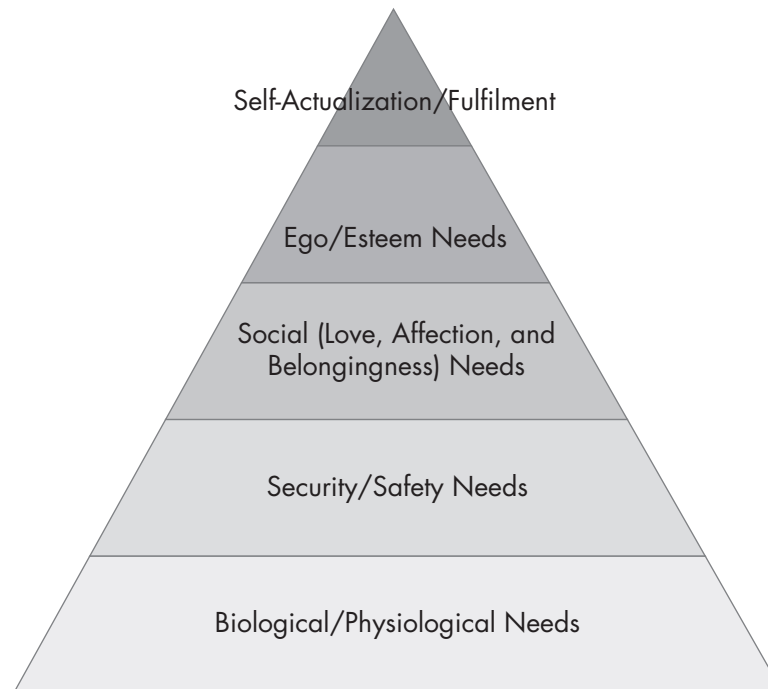 Self-Actualization/Fulfilment
Ego/Esteem Needs
Social (Love, Affection, and
Belongingness) Needs
Security/Safety Needs
Biological/Physiological Needs